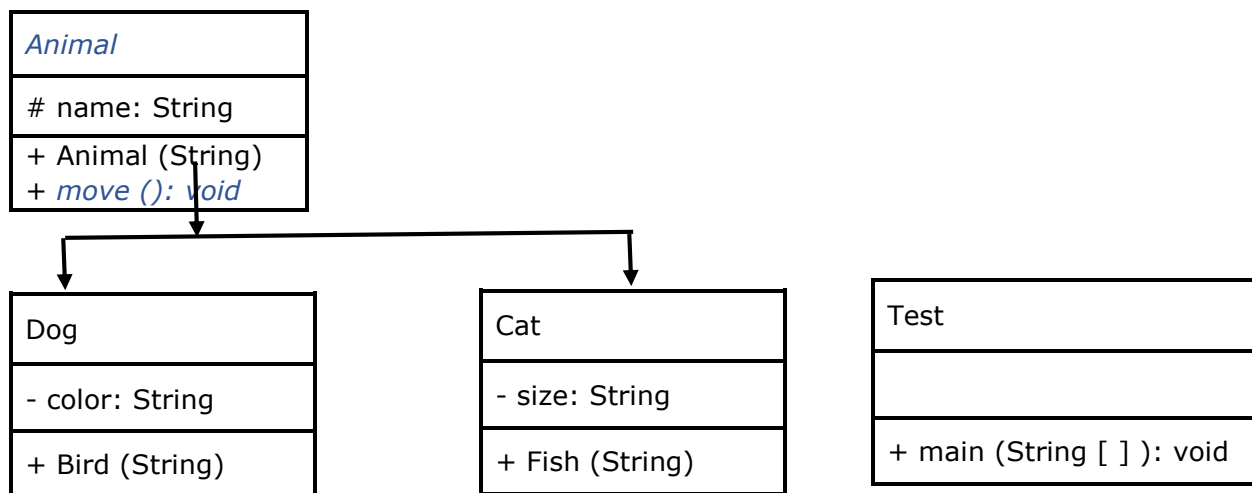 Animal
# name: String
+ Animal (String)
+ move (): void
Dog
- color: String
+ Bird (String)
Cat
- size: String
+ Fish (String)
Test
+ main (String [ ] ): void